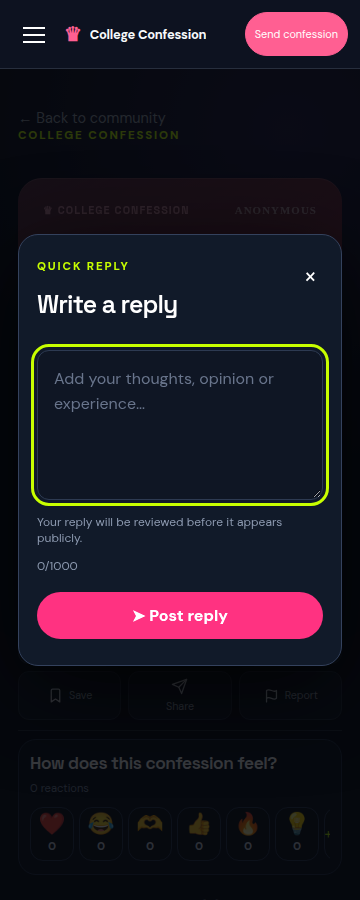 College Confession
Send confession
← Back to community
COLLEGE CONFESSION
♛ COLLEGE CONFESSION
ANONYMOUS
QUICK REPLY
×
Write a reply
Add your thoughts, opinion or
experience...
Your reply will be reviewed before it appears
publicly.
0/1000
➤ Post reply
Save
Share
Report
How does this confession feel?
0 reactions
0 0 0 0 0 0